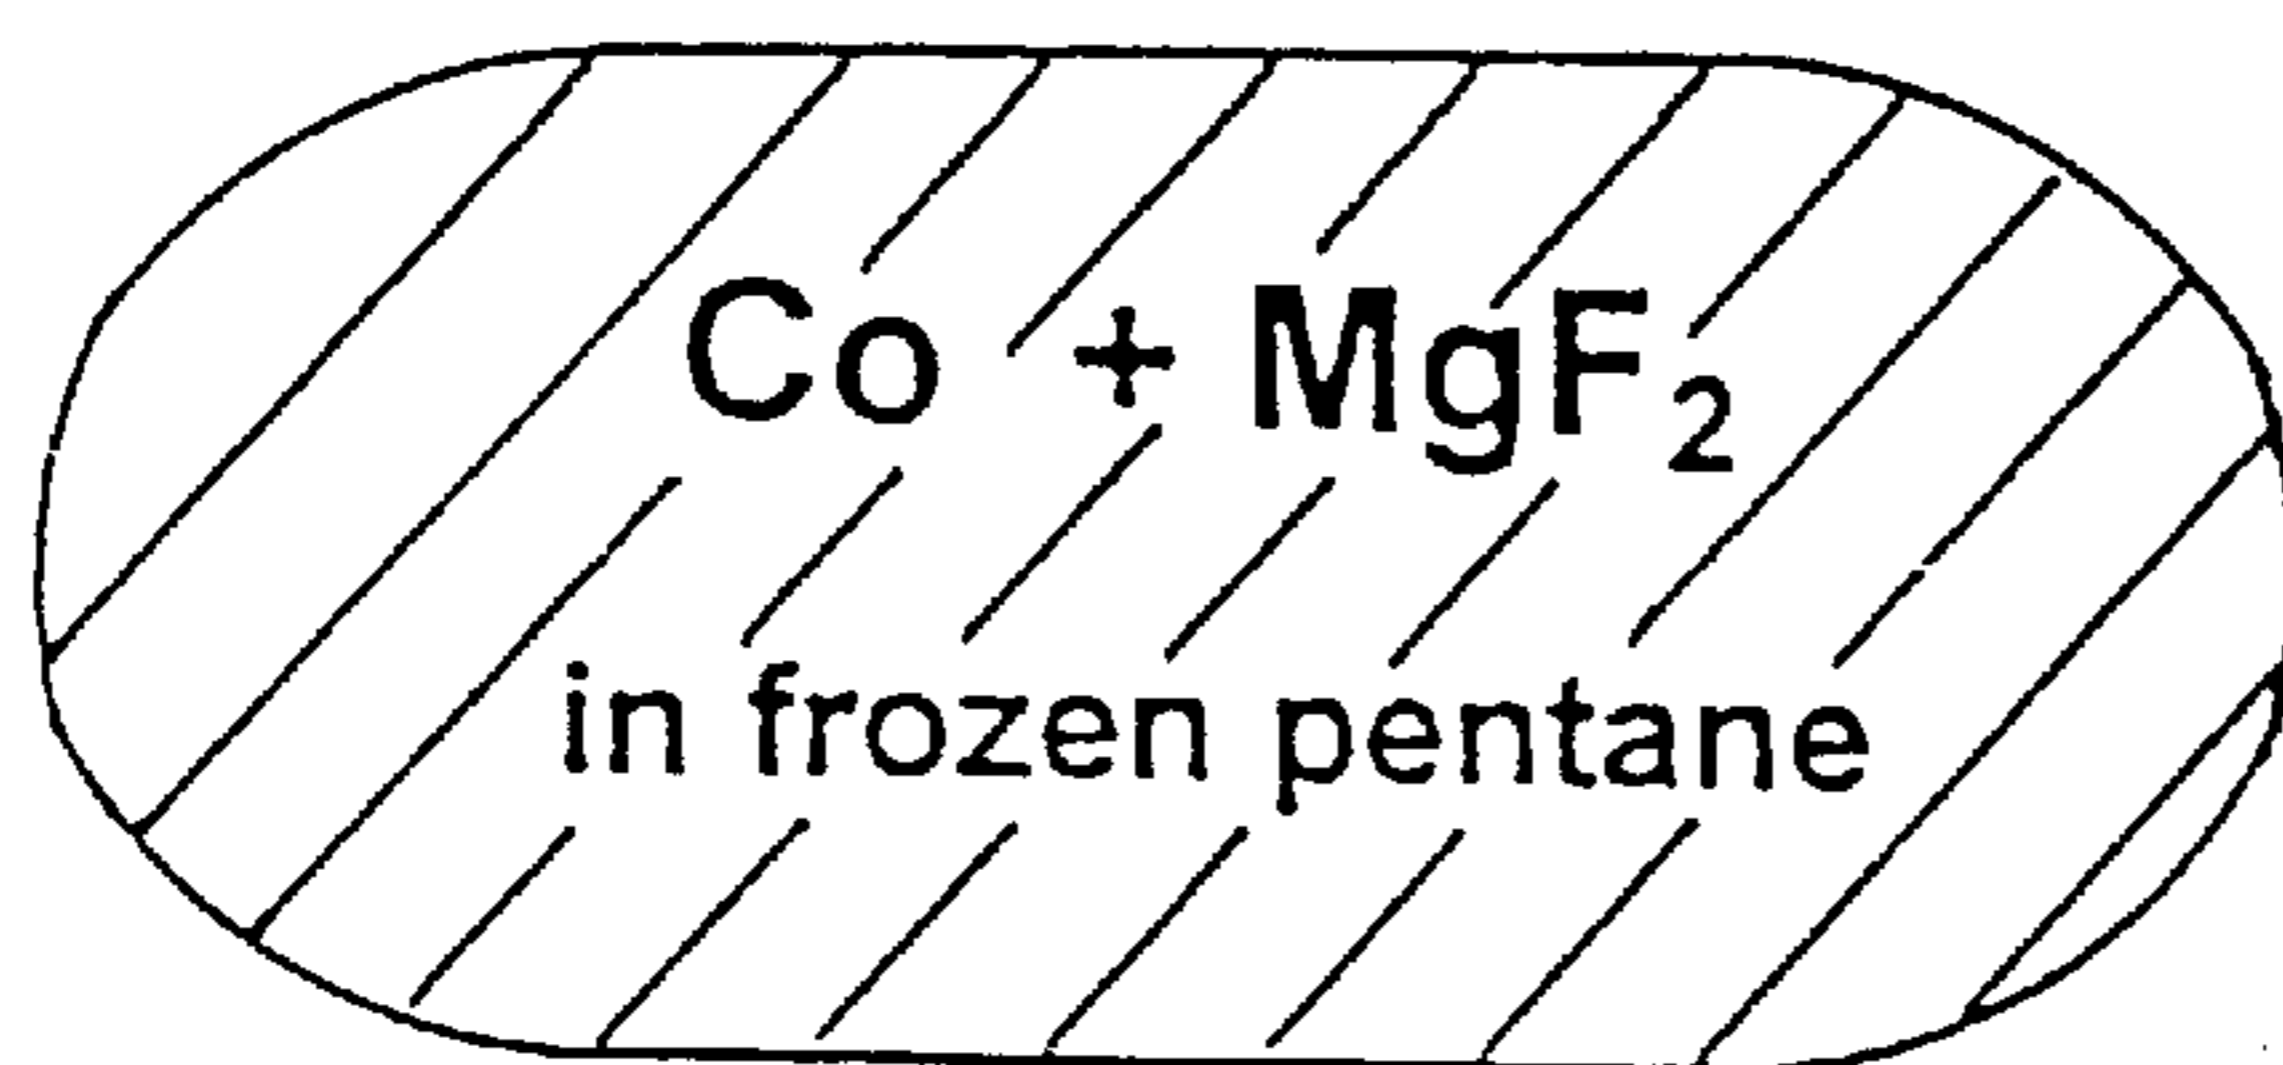 Co + MgF₂
in frozen pentane